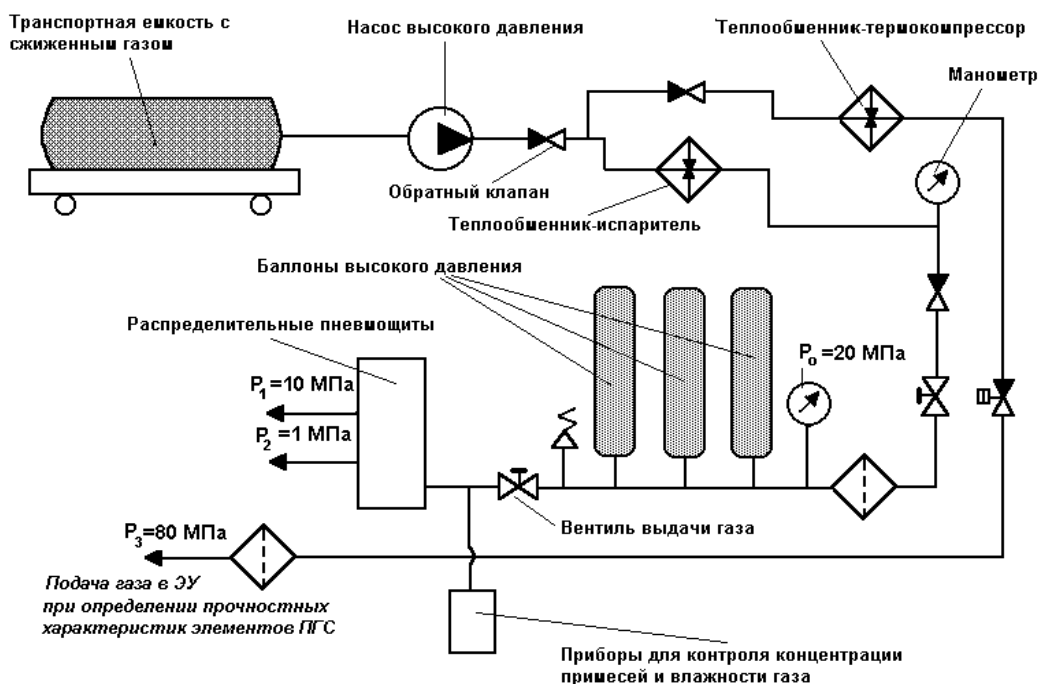 Транспортная емкость с
сжиженным газом
Насос высокого давления
Теплообменник-термокомпрессор
Манометр
Обратный клапан
Теплообменник-испаритель
Баллоны высокого давления
Распределительные пневмощиты
P₀=20 МПа
P₁=10 МПа
P₂=1 МПа
Вентиль выдачи газа
P₃=80 МПа
Подача газа в ЭУ
при определении прочностных
характеристик элементов ПГС
Приборы для контроля концентрации
примесей и влажности газа